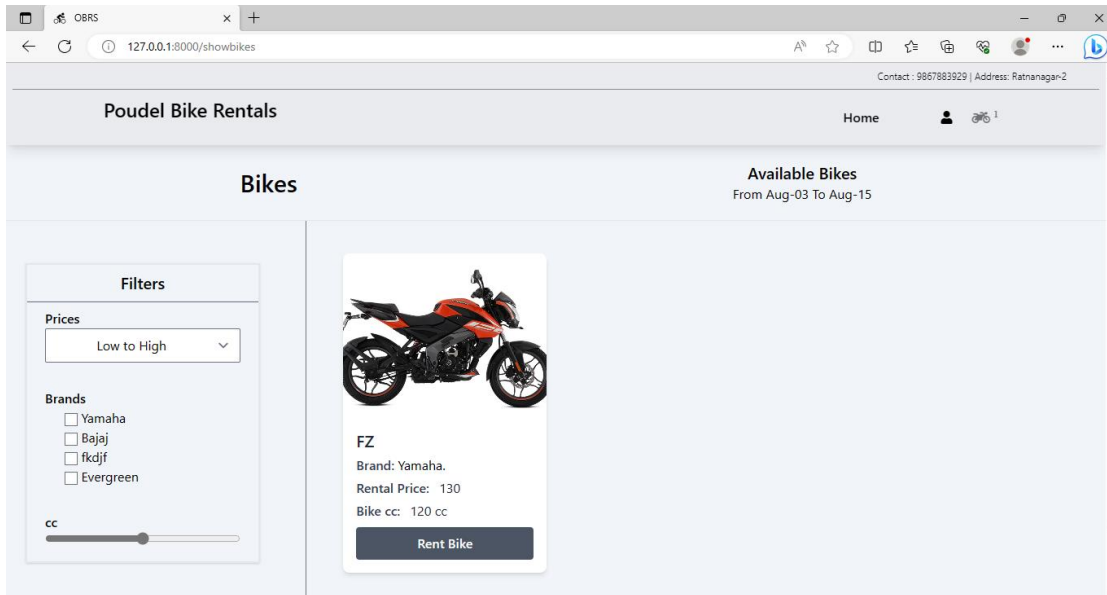 OBRS
127.0.0.1:8000/showbikes
Contact : 9867883929 | Address: Ratnanagar-2
Poudel Bike Rentals
Home
1
Bikes
Available Bikes
From Aug-03 To Aug-15
Filters
Prices
Low to High
Brands
Yamaha
Bajaj
fkdjf
Evergreen
cc
FZ
Brand: Yamaha.
Rental Price: 130
Bike cc: 120 cc
Rent Bike